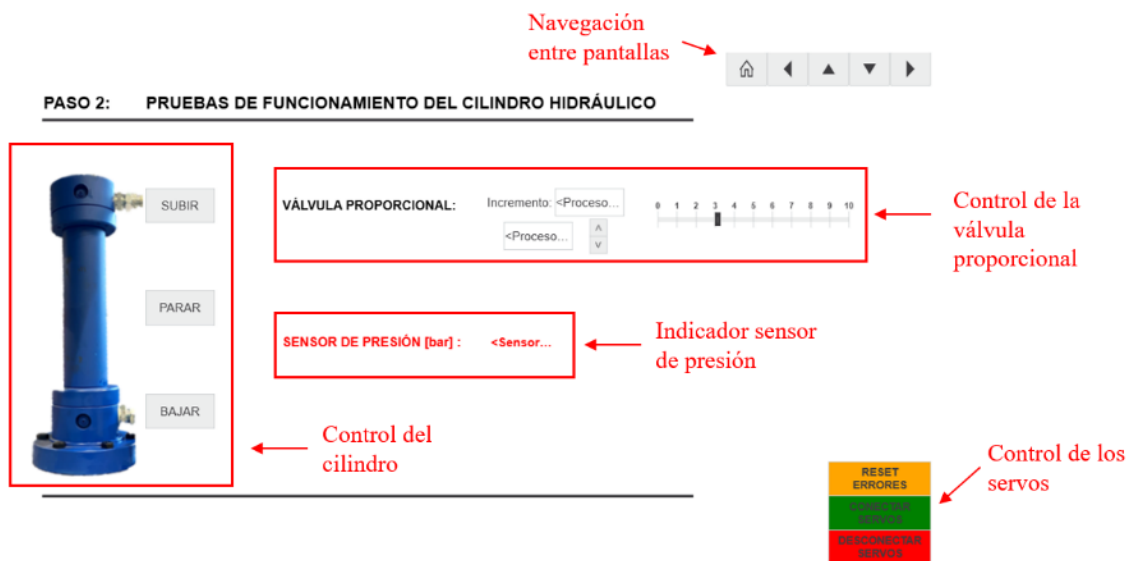 Navegación
entre pantallas
PASO 2: PRUEBAS DE FUNCIONAMIENTO DEL CILINDRO HIDRÁULICO
SUBIR
PARAR
BAJAR
Control del
cilindro
VÁLVULA PROPORCIONAL:
Incremento: <Proceso...
<Proceso...
0 1 2 3 4 5 6 7 8 9 10
Control de la
válvula
proporcional
SENSOR DE PRESIÓN [bar] : <Sensor...
Indicador sensor
de presión
RESET
ERRORES
CONECTAR
SERVOS
DESCONECTAR
SERVOS
Control de los
servos